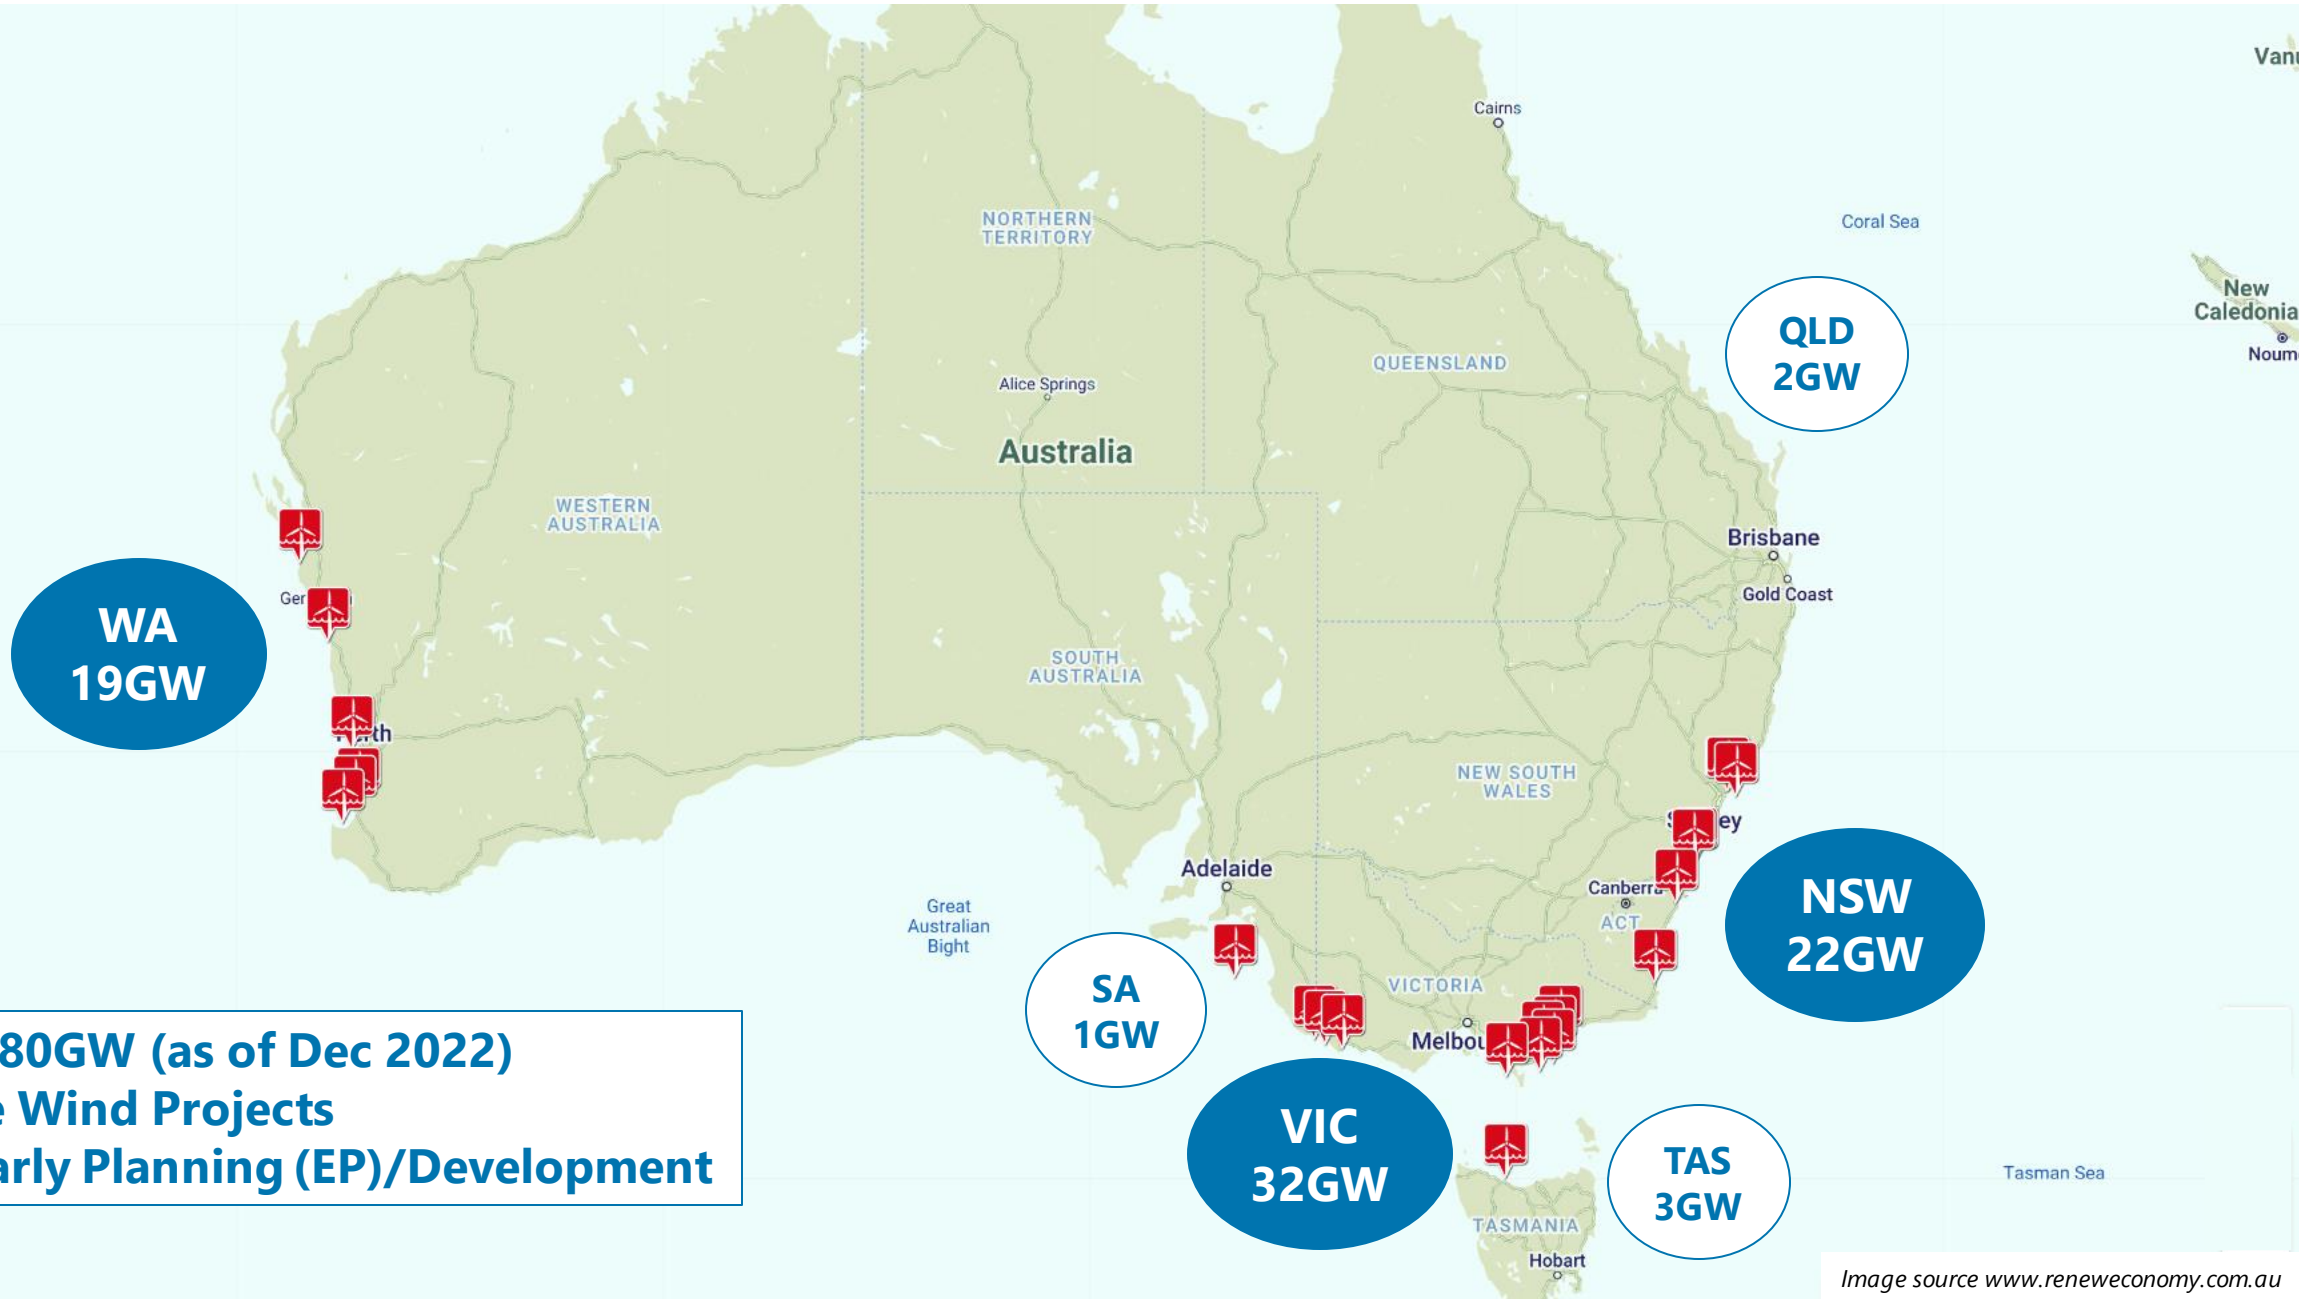 Cairns
Coral Sea
NORTHERN
TERRITORY
New
Caledonia
QLD
2GW
QUEENSLAND
Alice Springs
Australia
WESTERN
AUSTRALIA
Brisbane
Gold Coast
WA
19GW
SOUTH
AUSTRALIA
NEW SOUTH
WALES
Adelaide
Canberra
ACT
NSW
22GW
Great
Australian
Bight
SA
1GW
VICTORIA
80GW (as of Dec 2022)
Wind Projects
Planning (EP)/Development
VIC
32GW
TAS
3GW
Tasman Sea
TASMANIA
Hobart
Image source www.reneweconomy.com.au